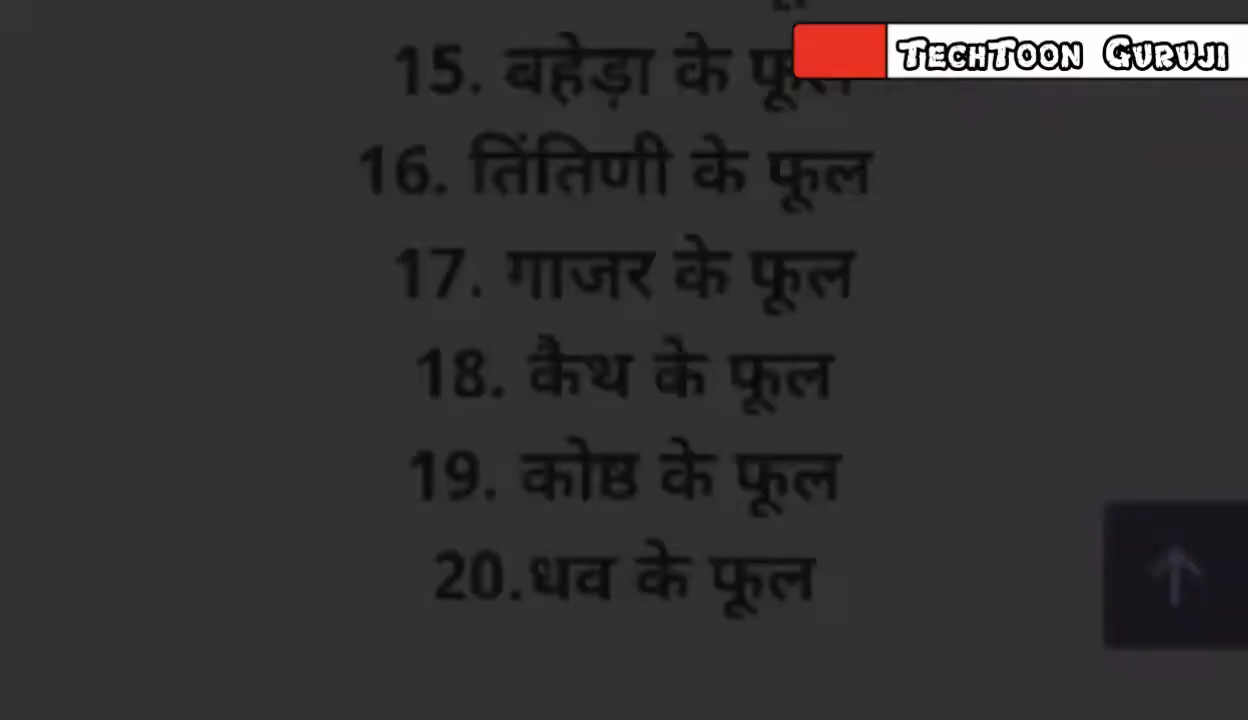 TECHTOON GURUJI
15. बहेड़ा के फूल
16. तिंतिणी के फूल
17. गाजर के फूल
18. कैथ के फूल
19. कोष्ठ के फूल
20.धव के फूल